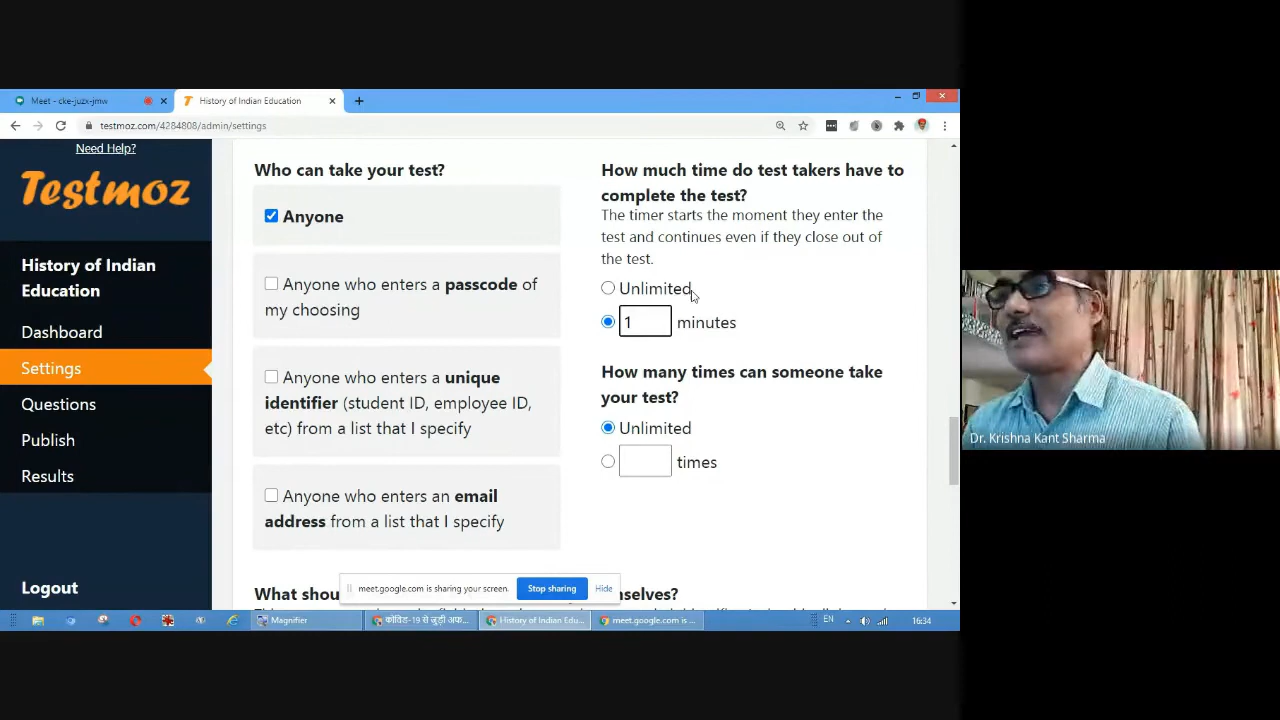 Meet - cke-juzx-jmw
History of Indian Education
testmoz.com/4284808/admin/settings
Need Help?
Testmoz
History of Indian
Education
Dashboard
Settings
Questions
Publish
Results
Logout
Who can take your test?
Anyone
Anyone who enters a passcode of
my choosing
Anyone who enters a unique
identifier (student ID, employee ID,
etc) from a list that I specify
Anyone who enters an email
address from a list that I specify
How much time do test takers have to
complete the test?
The timer starts the moment they enter the
test and continues even if they close out of
the test.
Unlimited
1 minutes
How many times can someone take
your test?
Unlimited
times
What shou
mselves?
meet.google.com is sharing your screen.
Stop sharing
Hide
Magnifier
कोविड-19 से जुड़ी अफ...
History of Indian Edu...
meet.google.com is ...
EN
16:34
Dr. Krishna Kant Sharma